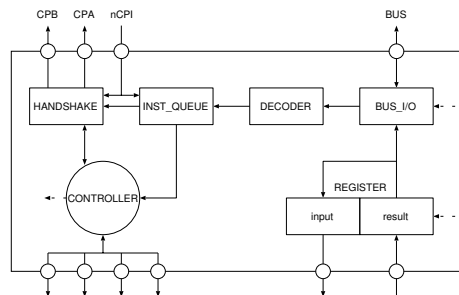 CPB CPA nCPI BUS
HANDSHAKE INST_QUEUE DECODER BUS_I/O
CONTROLLER
REGISTER
input result